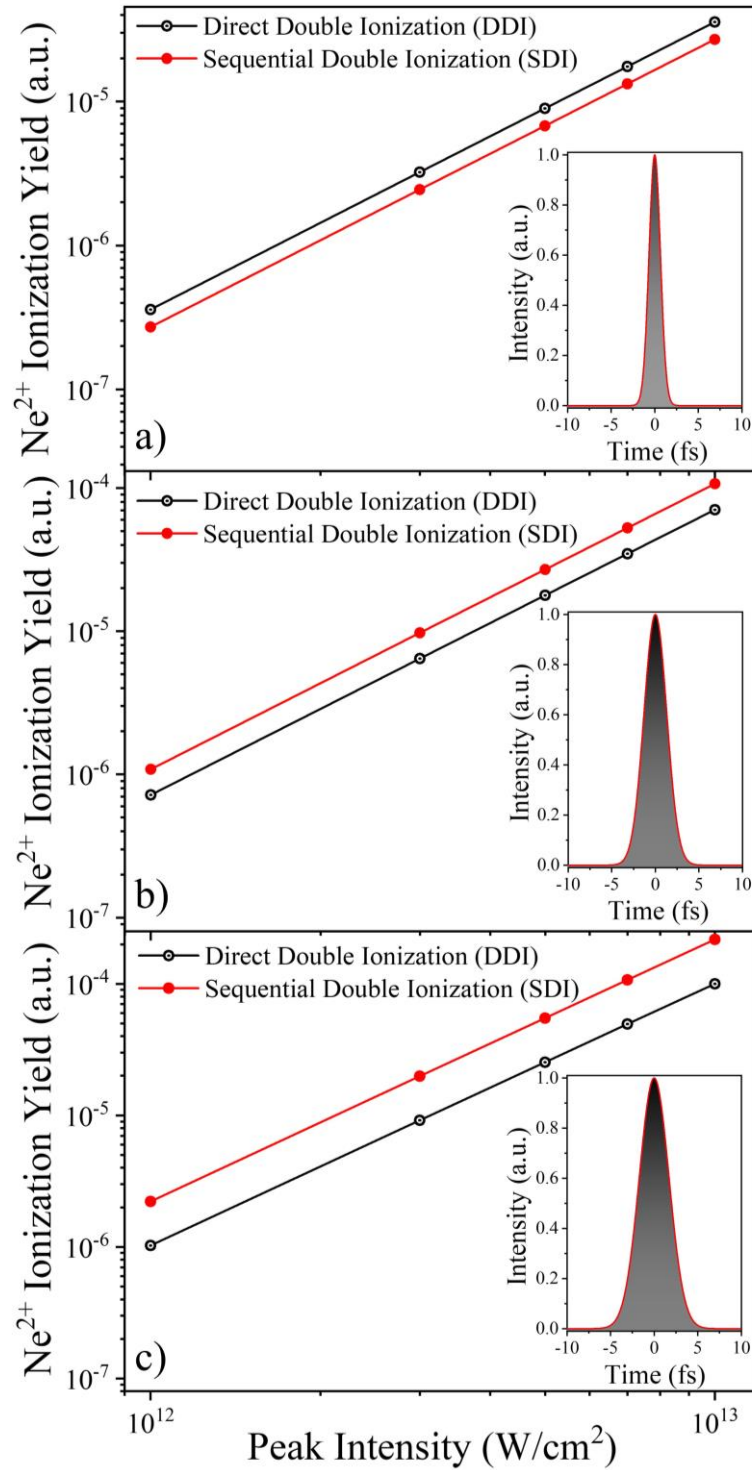 Direct Double Ionization (DDI)
Sequential Double Ionization (SDI)
Ne²⁺ Ionization Yield (a.u.)
10⁻⁵
10⁻⁶
10⁻⁷
a)
Intensity (a.u.)
1.0
0.8
0.6
0.4
0.2
0.0
-10 -5 0 5 10
Time (fs)
Direct Double Ionization (DDI)
Sequential Double Ionization (SDI)
Ne²⁺ Ionization Yield (a.u.)
10⁻⁴
10⁻⁵
10⁻⁶
10⁻⁷
b)
Intensity (a.u.)
1.0
0.8
0.6
0.4
0.2
0.0
-10 -5 0 5 10
Time (fs)
Direct Double Ionization (DDI)
Sequential Double Ionization (SDI)
Ne²⁺ Ionization Yield (a.u.)
10⁻⁴
10⁻⁵
10⁻⁶
10⁻⁷
c)
Intensity (a.u.)
1.0
0.8
0.6
0.4
0.2
0.0
-10 -5 0 5 10
Time (fs)
10¹² 10¹³
Peak Intensity (W/cm²)